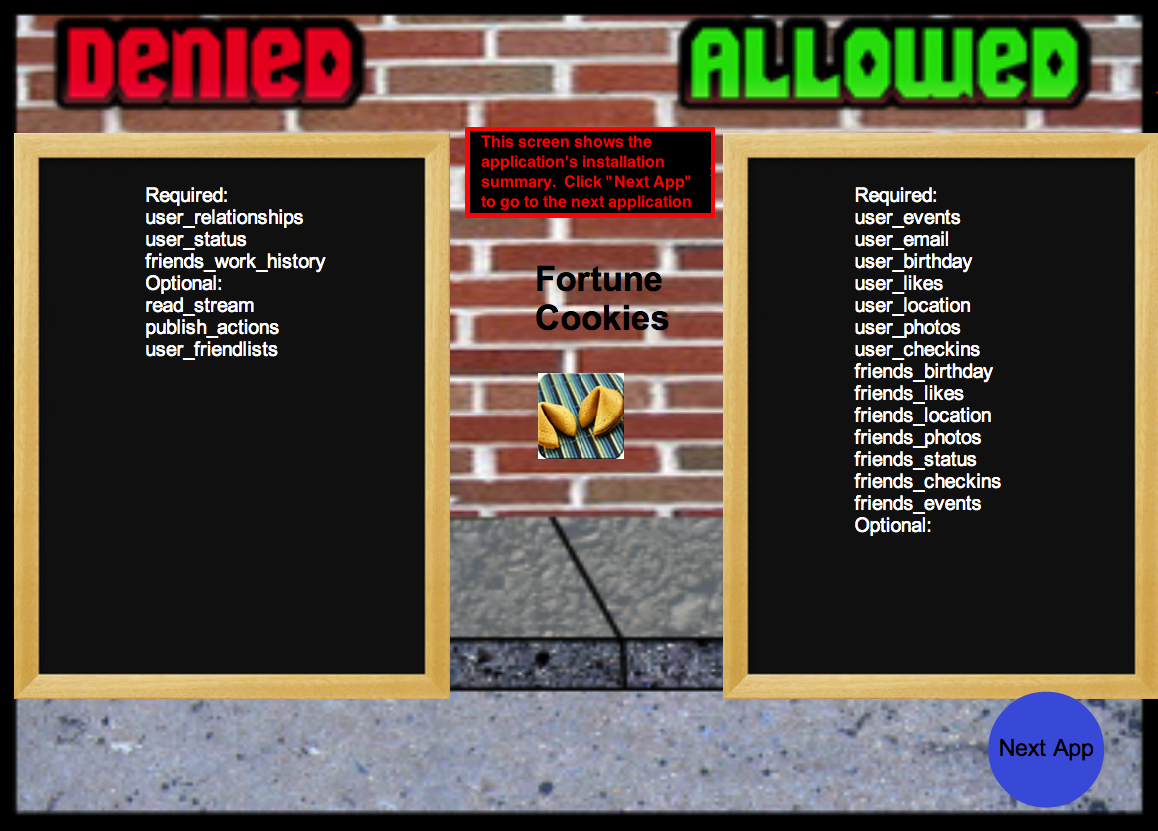 DENIED
ALLOWED
This screen shows the
application's installation
summary. Click "Next App"
to go to the next application
Required:
user_relationships
user_status
friends_work_history
Optional:
read_stream
publish_actions
user_friendlists
Fortune
Cookies
Required:
user_events
user_email
user_birthday
user_likes
user_location
user_photos
user_checkins
friends_birthday
friends_likes
friends_location
friends_photos
friends_status
friends_checkins
friends_events
Optional:
Next App